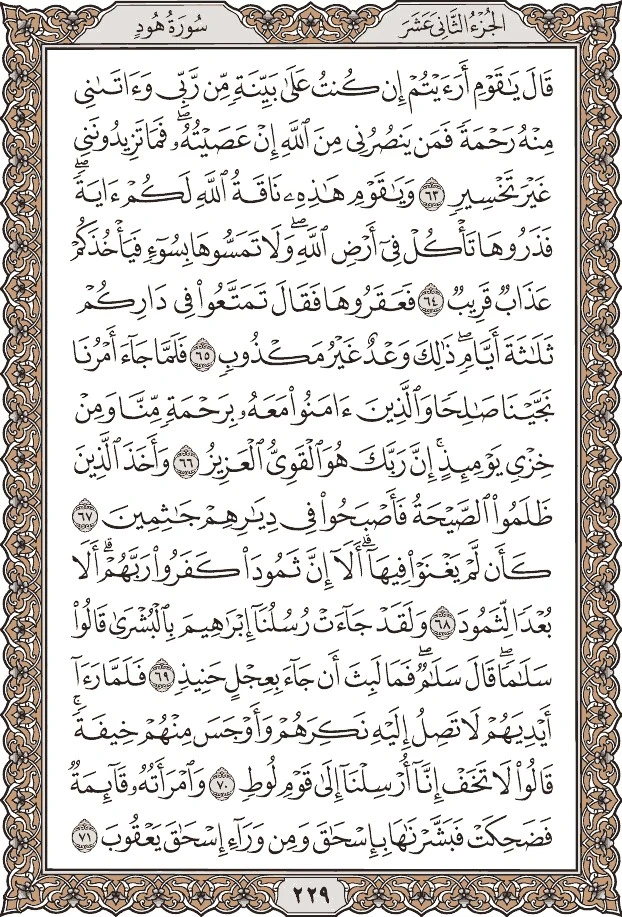 الجُزْءُ الثَّانِي عَشَرَ
سُورَةُ هُودٍ
قَالَ يَٰقَوْمِ أَرَءَيْتُمْ إِن كُنتُ عَلَىٰ بَيِّنَةٍ مِّن رَّبِّي وَءَاتَىٰنِي
مِنْهُ رَحْمَةً فَمَن يَنصُرُنِي مِنَ ٱللَّهِ إِنْ عَصَيْتُهُۥۖ فَمَا تَزِيدُونَنِي
غَيْرَ تَخْسِيرٍ ٦٣ وَيَٰقَوْمِ هَٰذِهِۦ نَاقَةُ ٱللَّهِ لَكُمْ ءَايَةًۖ
فَذَرُوهَا تَأْكُلْ فِيٓ أَرْضِ ٱللَّهِۖ وَلَا تَمَسُّوهَا بِسُوٓءٍ فَيَأْخُذَكُمْ
عَذَابٌ قَرِيبٌ ٦٤ فَعَقَرُوهَا فَقَالَ تَمَتَّعُوا۟ فِي دَارِكُمْ
ثَلَٰثَةَ أَيَّامٍۖ ذَٰلِكَ وَعْدٌ غَيْرُ مَكْذُوبٍ ٦٥ فَلَمَّا جَآءَ أَمْرُنَا
نَجَّيْنَا صَٰلِحًا وَٱلَّذِينَ ءَامَنُوا۟ مَعَهُۥ بِرَحْمَةٍ مِّنَّا وَمِنْ
خِزْيِ يَوْمِئِذٍۚ إِنَّ رَبَّكَ هُوَ ٱلْقَوِيُّ ٱلْعَزِيزُ ٦٦ وَأَخَذَ ٱلَّذِينَ
ظَلَمُوا۟ ٱلصَّيْحَةُ فَأَصْبَحُوا۟ فِي دِيَٰرِهِمْ جَٰثِمِينَ ٦٧
كَأَن لَّمْ يَغْنَوْا۟ فِيهَآۗ أَلَآ إِنَّ ثَمُودَا۟ كَفَرُوا۟ رَبَّهُمْۗ أَلَا
بُعْدًا لِّثَمُودَ ٦٨ وَلَقَدْ جَآءَتْ رُسُلُنَآ إِبْرَٰهِيمَ بِٱلْبُشْرَىٰ قَالُوا۟
سَلَٰمًاۖ قَالَ سَلَٰمٌۖ فَمَا لَبِثَ أَن جَآءَ بِعِجْلٍ حَنِيذٍ ٦٩ فَلَمَّا رَءَآ
أَيْدِيَهُمْ لَا تَصِلُ إِلَيْهِ نَكِرَهُمْ وَأَوْجَسَ مِنْهُمْ خِيفَةًۚ
قَالُوا۟ لَا تَخَفْ إِنَّآ أُرْسِلْنَآ إِلَىٰ قَوْمِ لُوطٍ ٧٠ وَٱمْرَأَتُهُۥ قَآئِمَةٌ
فَضَحِكَتْ فَبَشَّرْنَٰهَا بِإِسْحَٰقَ وَمِن وَرَآءِ إِسْحَٰقَ يَعْقُوبَ ٧١
٢٢٩